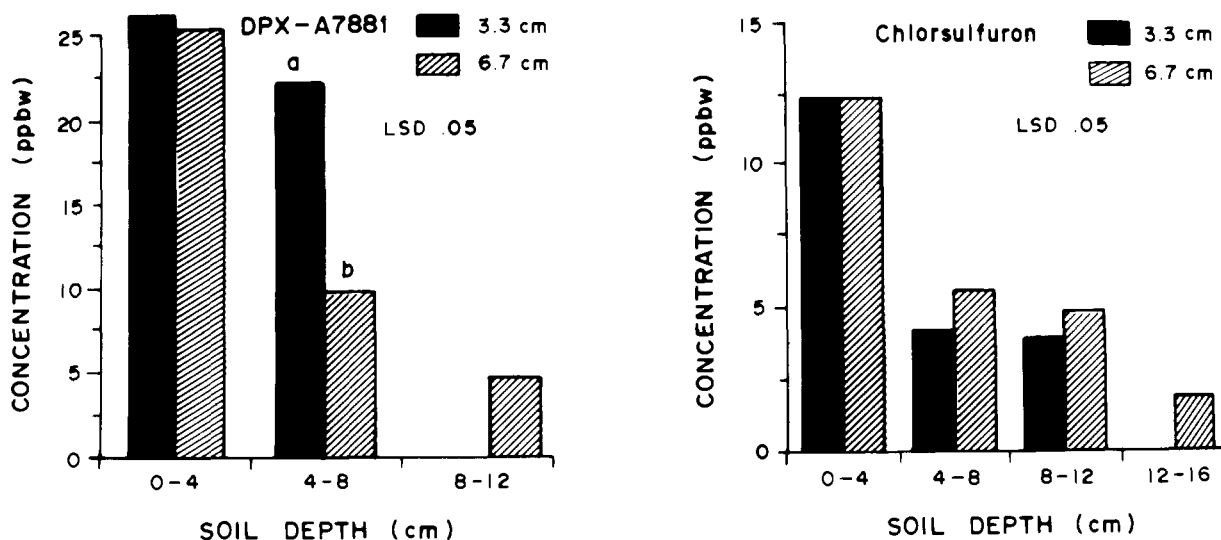 DPX-A7881
3.3 cm
6.7 cm
a
b
LSD .05
25
20
15
10
5
0
CONCENTRATION (ppbw)
0-4
4-8
8-12
SOIL DEPTH (cm)
Chlorsulfuron
3.3 cm
6.7 cm
LSD .05
15
10
5
0
CONCENTRATION (ppbw)
0-4
4-8
8-12
12-16
SOIL DEPTH (cm)